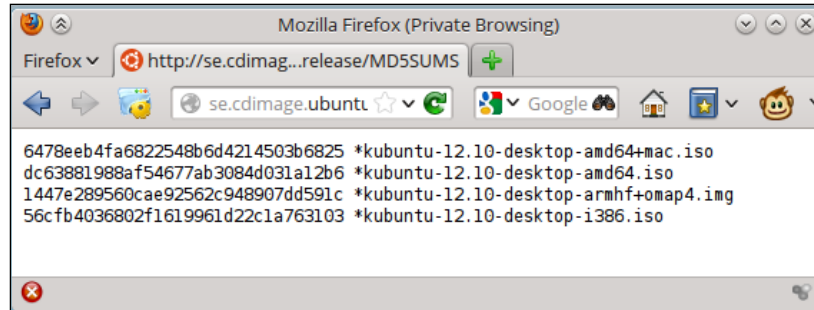 Mozilla Firefox (Private Browsing)
Firefox
http://se.cdimag...release/MD5SUMS
se.cdimage.ubuntu
Google
6478eeb4fa6822548b6d4214503b6825 *kubuntu-12.10-desktop-amd64+mac.iso
dc63881988af54677ab3084d031a12b6 *kubuntu-12.10-desktop-amd64.iso
1447e289560cae92562c948907dd591c *kubuntu-12.10-desktop-armhf+omap4.img
56cfb4036802f1619961d22c1a763103 *kubuntu-12.10-desktop-i386.iso